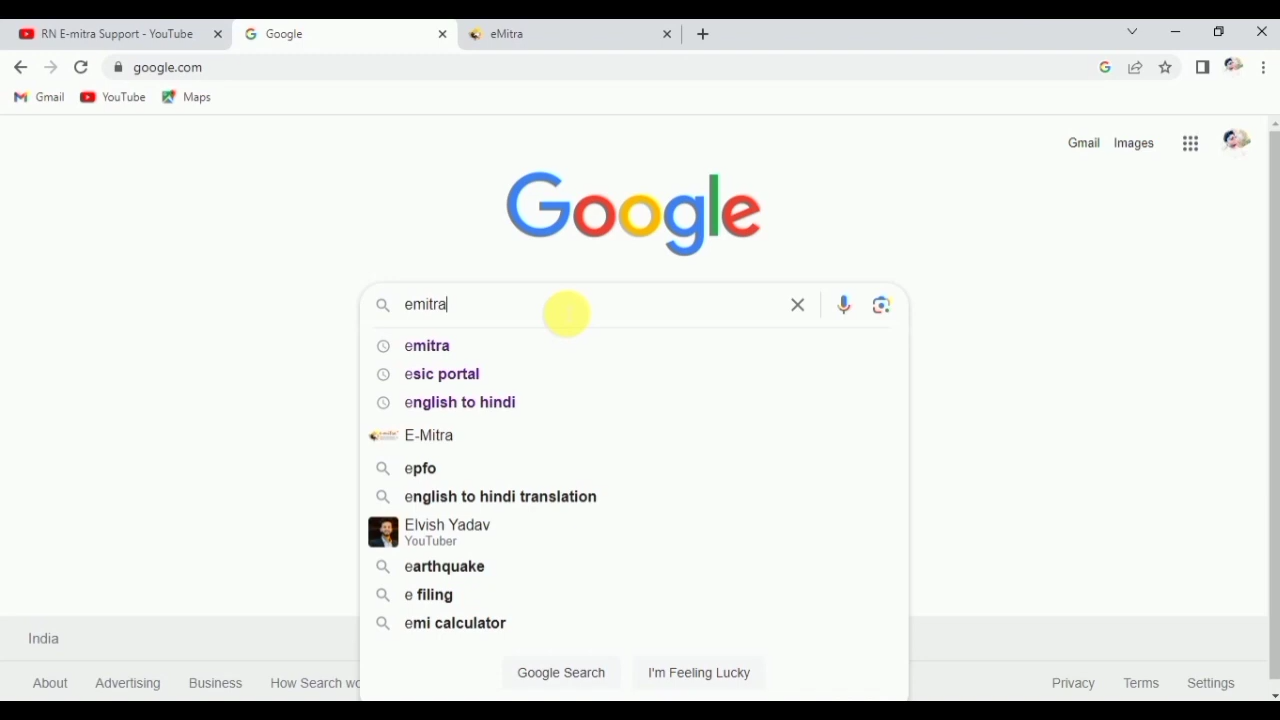 RN E-mitra Support - YouTube
Google
eMitra
google.com
Gmail
YouTube
Maps
Gmail
Images
Google
emitra
emitra
esic portal
english to hindi
E-Mitra
epfo
english to hindi translation
Elvish Yadav
YouTuber
earthquake
e filing
emi calculator
Google Search
I'm Feeling Lucky
India
About
Advertising
Business
How Search wo
Privacy
Terms
Settings